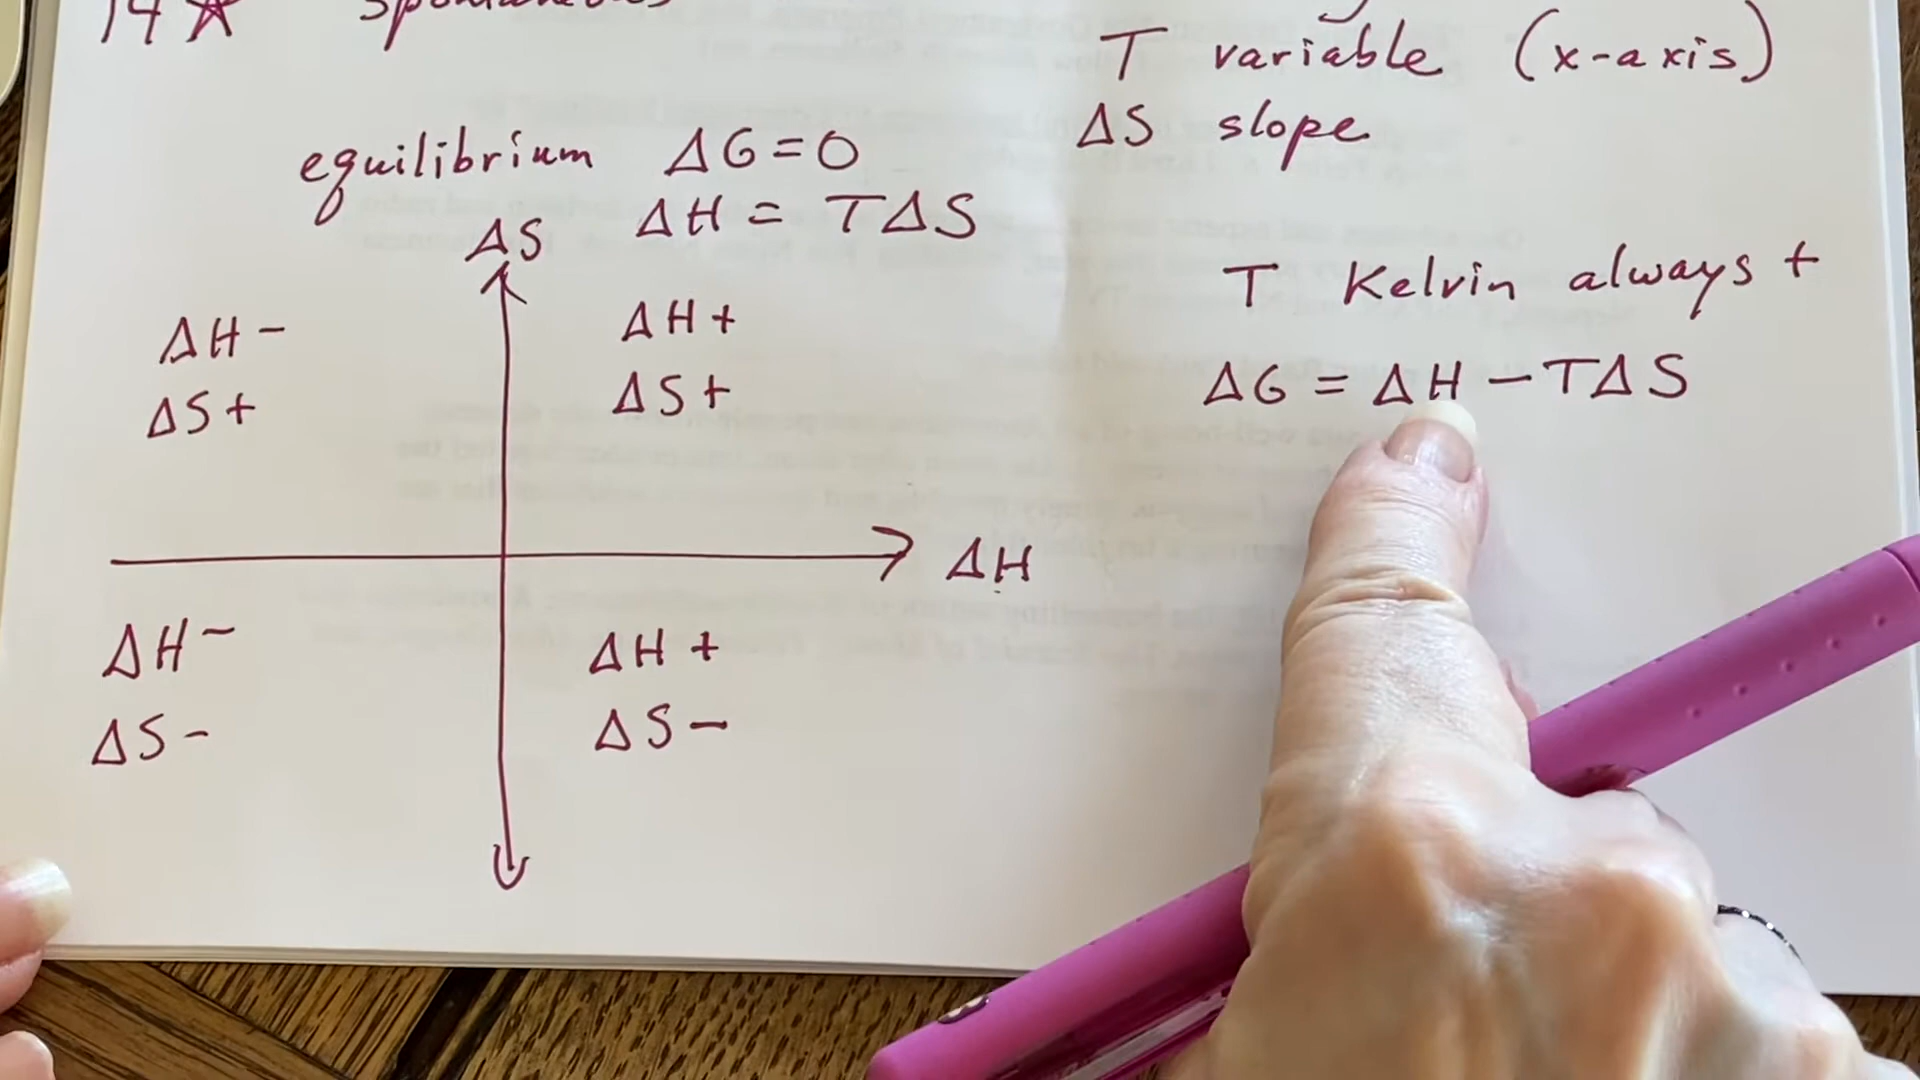 T variable (x-axis)
ΔS slope
equilibrium ΔG=0
ΔH = TΔS
ΔS
T Kelvin always +
ΔG = ΔH - TΔS
ΔH - ΔH +
ΔS + ΔS +
ΔH
ΔH - ΔH +
ΔS - ΔS -